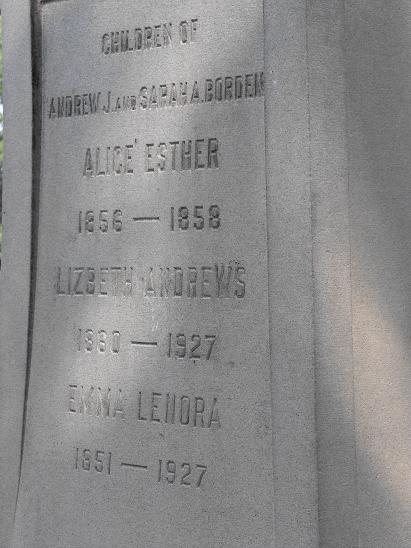 CHILDREN OF
ANDREW J. AND SARAH A. BORDEN
ALICE ESTHER
1856 — 1858
LIZBETH ANDREWS
1860 — 1927
EMMA LENORA
1851 — 1927